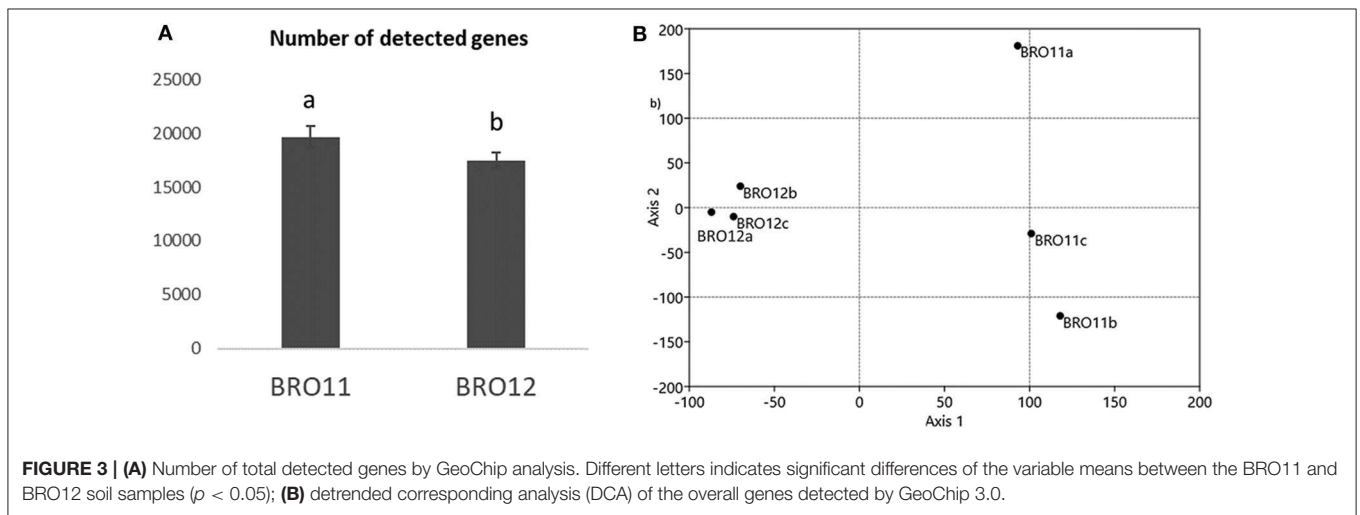 A
Number of detected genes
25000
20000
15000
10000
5000
0
a
b
BRO11
BRO12
B
200
150
100
50
0
-50
-100
-150
-200
b)
Axis 2
BRO11a
BRO12b
BRO12c
BRO12a
BRO11c
BRO11b
-100
-50
0
50
100
150
200
Axis 1
FIGURE 3 | (A) Number of total detected genes by GeoChip analysis. Different letters indicates significant differences of the variable means between the BRO11 and
BRO12 soil samples (p < 0.05); (B) detrended corresponding analysis (DCA) of the overall genes detected by GeoChip 3.0.